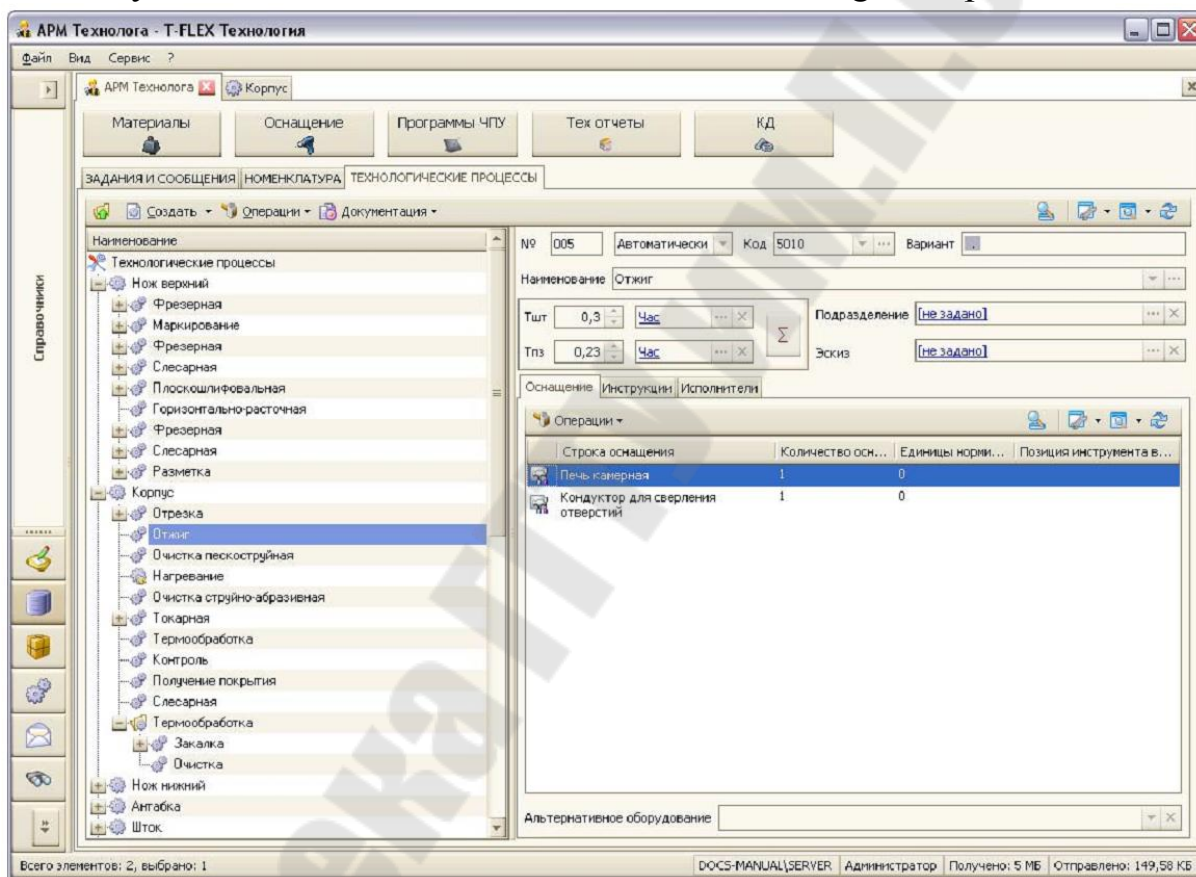 АРМ Технолога - T-FLEX Технология
Файл Вид Сервис ?
АРМ Технолога Корпус
Материалы Оснащение Программы ЧПУ Тех отчеты КД
ЗАДАНИЯ И СООБЩЕНИЯ НОМЕНКЛАТУРА ТЕХНОЛОГИЧЕСКИЕ ПРОЦЕССЫ
Создать Операции Документация
Справочники
Наименование
Технологические процессы
Нож верхний
Фрезерная
Маркирование
Фрезерная
Слесарная
Плоскошлифовальная
Горизонтально-расточная
Фрезерная
Слесарная
Разметка
Корпус
Отрезка
Отжиг
Очистка пескоструйная
Нагревание
Очистка струйно-абразивная
Токарная
Термообработка
Контроль
Получение покрытия
Слесарная
Термообработка
Закалка
Очистка
Нож нижний
Антабка
Шток
№ 005 Автоматически Код 5010 Вариант
Наименование Отжиг
Тшт 0,3 Час Σ Подразделение [не задано]
Тпз 0,23 Час Эскиз [не задано]
Оснащение Инструкции Исполнители
Операции
Строка оснащения Количество осн... Единицы норми... Позиция инструмента в...
Печь камерная 1 0
Кондуктор для сверления 1 0
отверстий
Альтернативное оборудование
Всего элементов: 2, выбрано: 1 DOCS-MANUAL\SERVER Администратор Получено: 5 МБ Отправлено: 149,58 КБ